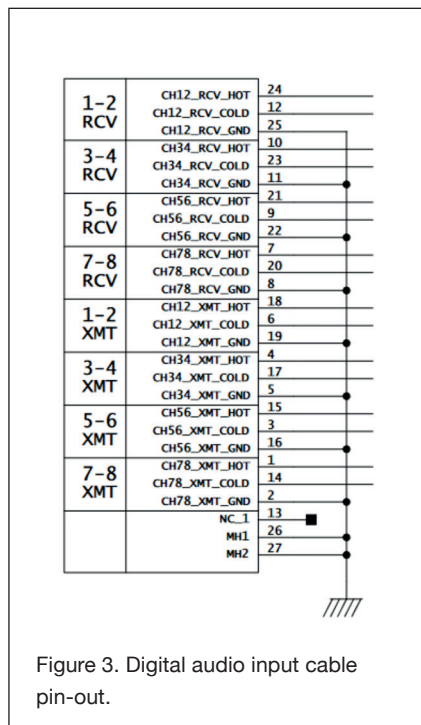 24
1-2 CH12_RCV_HOT
12
RCV CH12_RCV_COLD
25
CH12_RCV_GND
10
3-4 CH34_RCV_HOT
23
RCV CH34_RCV_COLD
11
CH34_RCV_GND
21
5-6 CH56_RCV_HOT
9
RCV CH56_RCV_COLD
22
CH56_RCV_GND
7
7-8 CH78_RCV_HOT
20
RCV CH78_RCV_COLD
8
CH78_RCV_GND
18
1-2 CH12_XMT_HOT
6
XMT CH12_XMT_COLD
19
CH12_XMT_GND
4
3-4 CH34_XMT_HOT
17
XMT CH34_XMT_COLD
5
CH34_XMT_GND
15
5-6 CH56_XMT_HOT
3
XMT CH56_XMT_COLD
16
CH56_XMT_GND
1
7-8 CH78_XMT_HOT
14
XMT CH78_XMT_COLD
2
CH78_XMT_GND
13
NC_1
26
MH1
27
MH2
Figure 3. Digital audio input cable
pin-out.